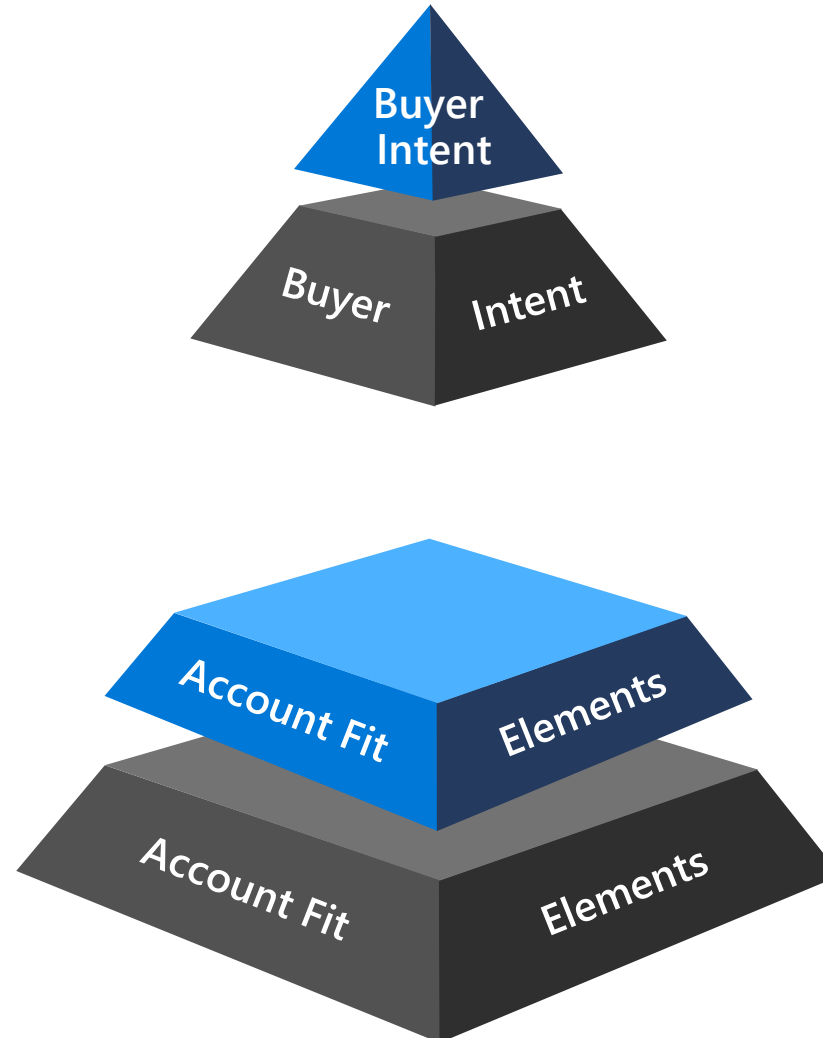 Buyer
Intent
Buyer Intent
Account Fit Elements
Account Fit Elements